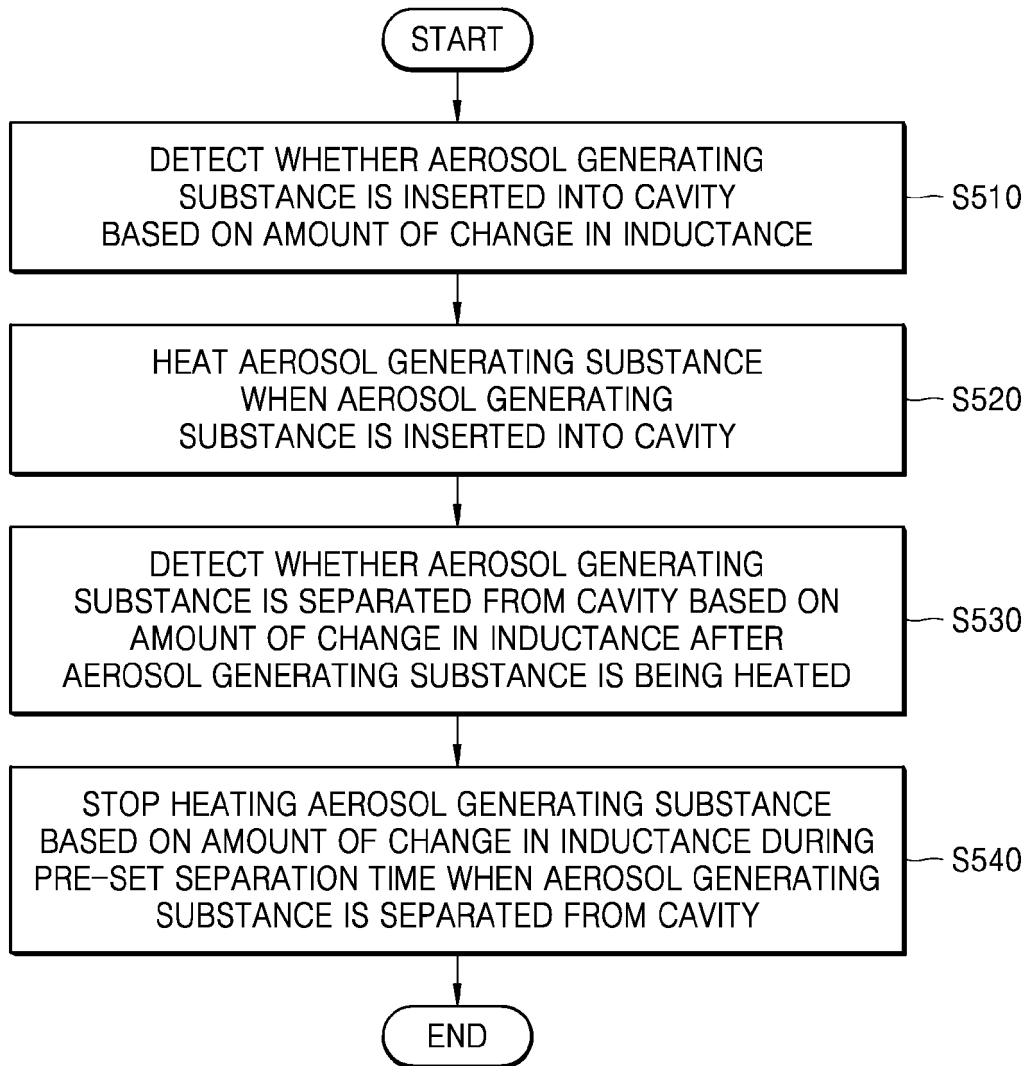 START
DETECT WHETHER AEROSOL GENERATING
SUBSTANCE IS INSERTED INTO CAVITY
BASED ON AMOUNT OF CHANGE IN INDUCTANCE
S510
HEAT AEROSOL GENERATING SUBSTANCE
WHEN AEROSOL GENERATING
SUBSTANCE IS INSERTED INTO CAVITY
S520
DETECT WHETHER AEROSOL GENERATING
SUBSTANCE IS SEPARATED FROM CAVITY BASED ON
AMOUNT OF CHANGE IN INDUCTANCE AFTER
AEROSOL GENERATING SUBSTANCE IS BEING HEATED
S530
STOP HEATING AEROSOL GENERATING SUBSTANCE
BASED ON AMOUNT OF CHANGE IN INDUCTANCE DURING
PRE-SET SEPARATION TIME WHEN AEROSOL GENERATING
SUBSTANCE IS SEPARATED FROM CAVITY
S540
END